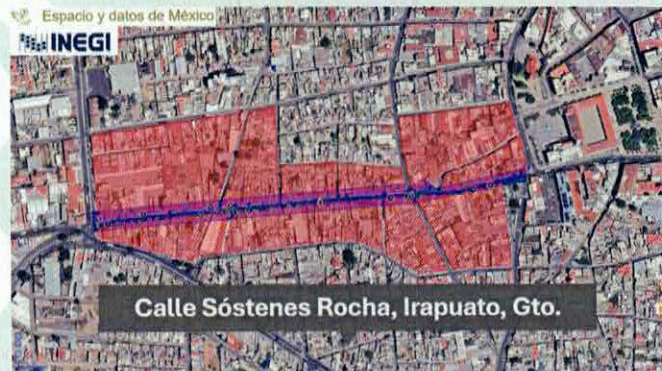 Espacio y datos de México
INEGI
Calle Sóstenes Rocha, Irapuato, Gto.